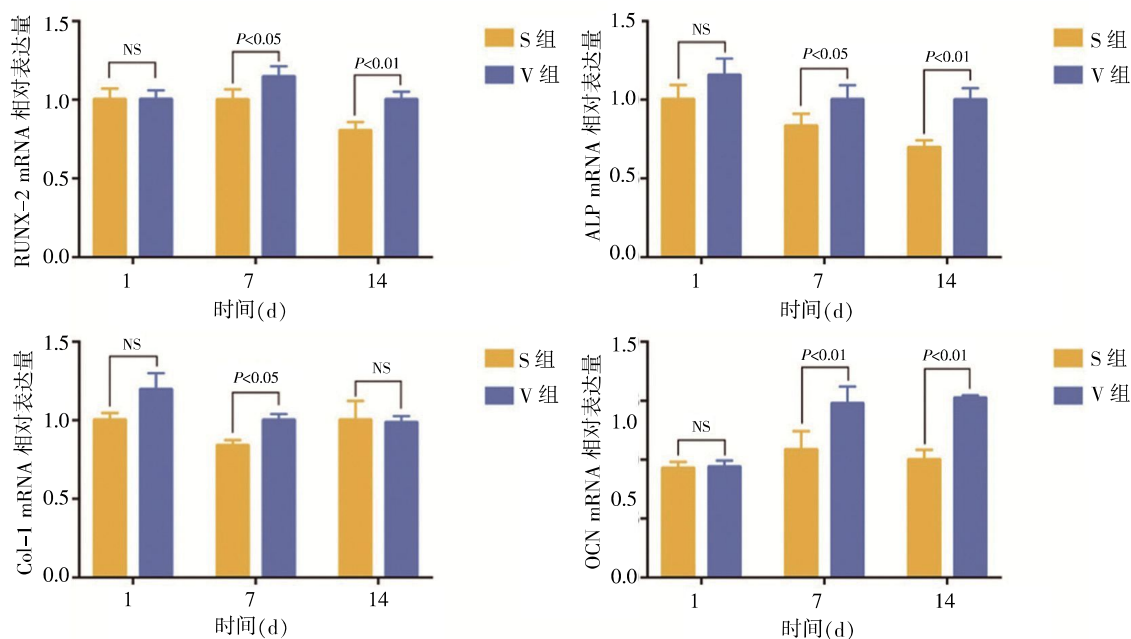 RUNX-2 mRNA 相对表达量
1.5
1.0
0.5
0.0
NS
P<0.05
P<0.01
S 组
V 组
1 7 14
时间(d)
ALP mRNA 相对表达量
1.5
1.0
0.5
0.0
NS
P<0.05
P<0.01
S 组
V 组
1 7 14
时间(d)
Col-1 mRNA 相对表达量
1.5
1.0
0.5
0.0
NS
P<0.05
NS
S 组
V 组
1 7 14
时间(d)
OCN mRNA 相对表达量
1.5
1.0
0.5
0.0
NS
P<0.01
P<0.01
S 组
V 组
1 7 14
时间(d)